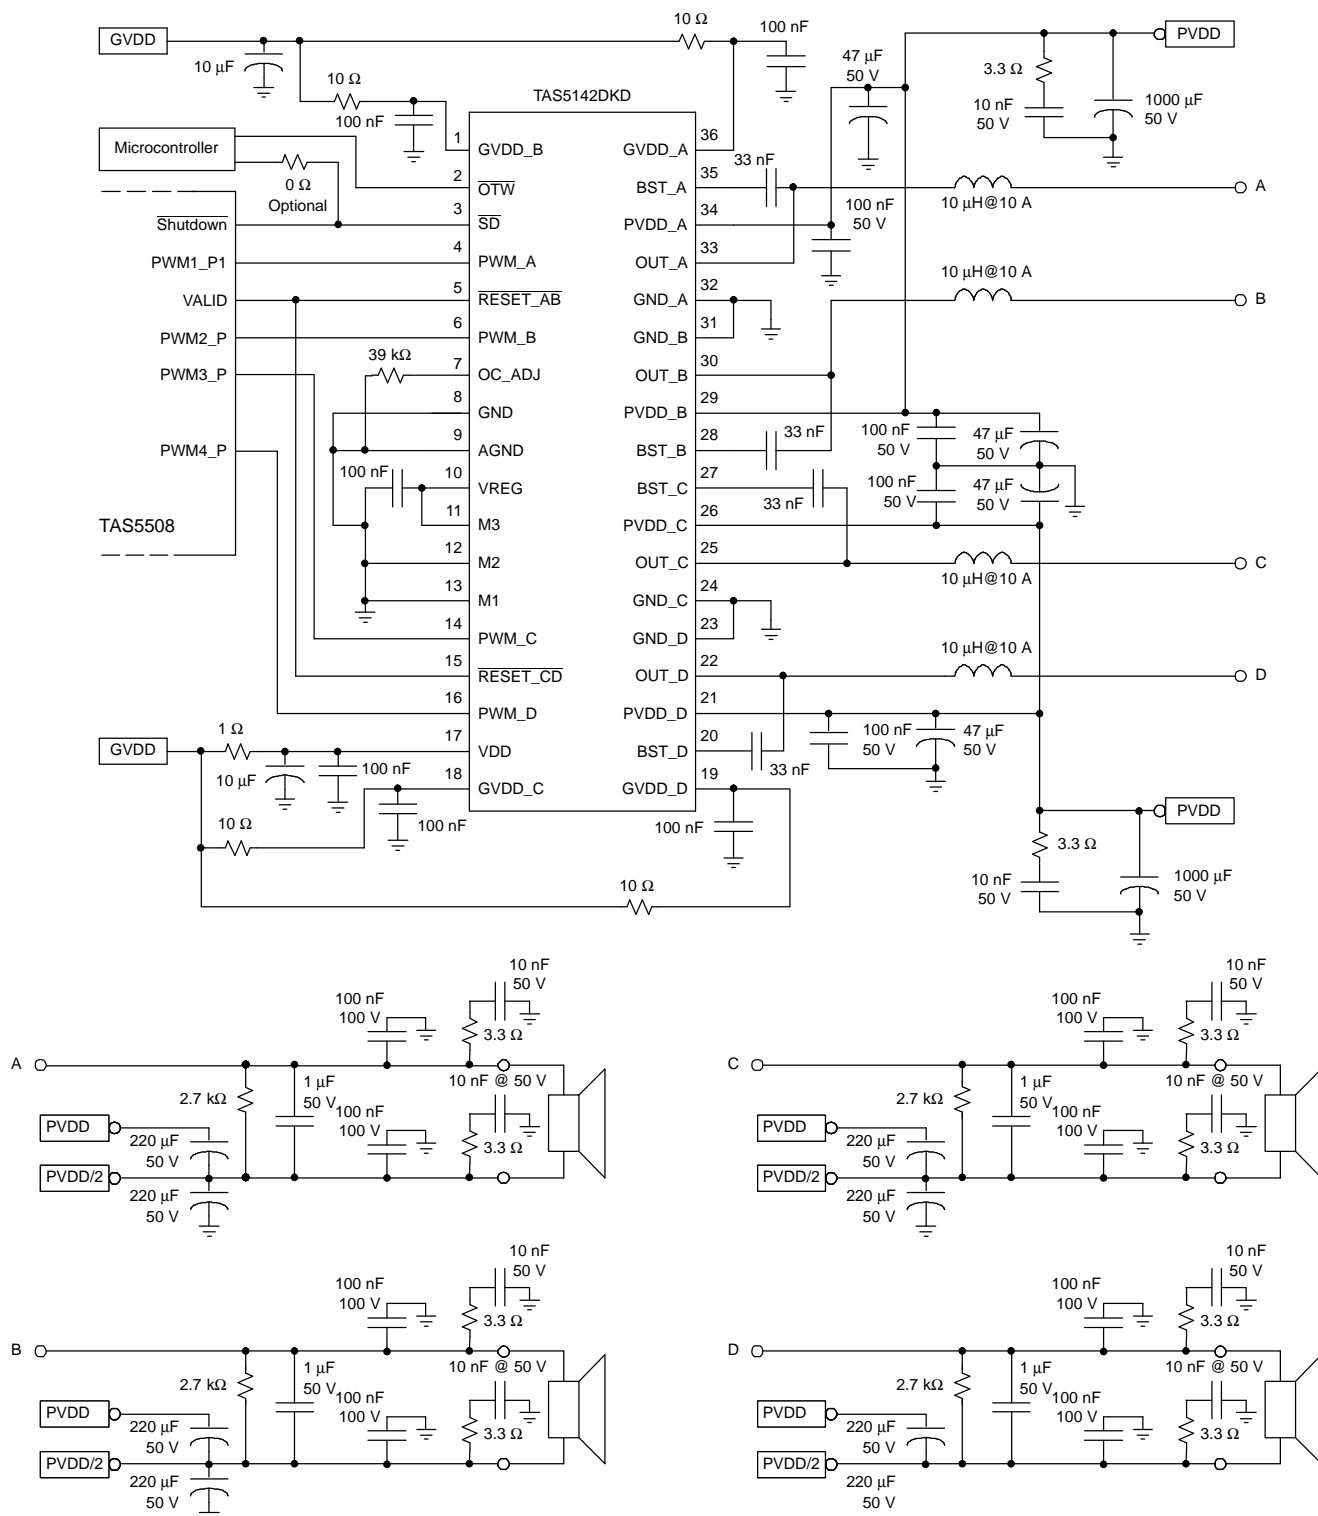 GVDD
10 µF
10 Ω
100 nF
10 Ω
100 nF
47 µF
50 V
PVDD
3.3 Ω
10 nF
50 V
1000 µF
50 V
TAS5142DKD
Microcontroller
0 Ω
Optional
Shutdown
PWM1_P1
VALID
PWM2_P
PWM3_P
PWM4_P
TAS5508
1
GVDD_B
2
OTW
3
SD
4
PWM_A
5
RESET_AB
6
PWM_B
39 kΩ
7
OC_ADJ
8
GND
9
AGND
100 nF
10
VREG
11
M3
12
M2
13
M1
14
PWM_C
15
RESET_CD
16
PWM_D
17
VDD
18
GVDD_C
36
GVDD_A
35
BST_A
34
PVDD_A
33
OUT_A
32
GND_A
31
GND_B
30
OUT_B
29
PVDD_B
28
BST_B
27
BST_C
26
PVDD_C
25
OUT_C
24
GND_C
23
GND_D
22
OUT_D
21
PVDD_D
20
BST_D
19
GVDD_D
33 nF
100 nF
50 V
10 µH@10 A
A
10 µH@10 A
B
33 nF
100 nF
50 V
47 µF
50 V
33 nF
100 nF
50 V
47 µF
50 V
10 µH@10 A
C
10 µH@10 A
D
100 nF
50 V
47 µF
50 V
33 nF
GVDD
1 Ω
10 µF
100 nF
10 Ω
100 nF
100 nF
10 Ω
PVDD
3.3 Ω
10 nF
50 V
1000 µF
50 V
10 nF
50 V
100 nF
100 V
3.3 Ω
A
10 nF @ 50 V
2.7 kΩ
1 µF
50 V
100 nF
100 V
PVDD
220 µF
50 V
3.3 Ω
PVDD/2
220 µF
50 V
10 nF
50 V
100 nF
100 V
3.3 Ω
C
10 nF @ 50 V
2.7 kΩ
1 µF
50 V
100 nF
100 V
PVDD
220 µF
50 V
3.3 Ω
PVDD/2
220 µF
50 V
10 nF
50 V
100 nF
100 V
3.3 Ω
B
10 nF @ 50 V
2.7 kΩ
1 µF
50 V
100 nF
100 V
PVDD
220 µF
50 V
3.3 Ω
PVDD/2
220 µF
50 V
10 nF
50 V
100 nF
100 V
3.3 Ω
D
10 nF @ 50 V
2.7 kΩ
1 µF
50 V
100 nF
100 V
PVDD
220 µF
50 V
3.3 Ω
PVDD/2
220 µF
50 V